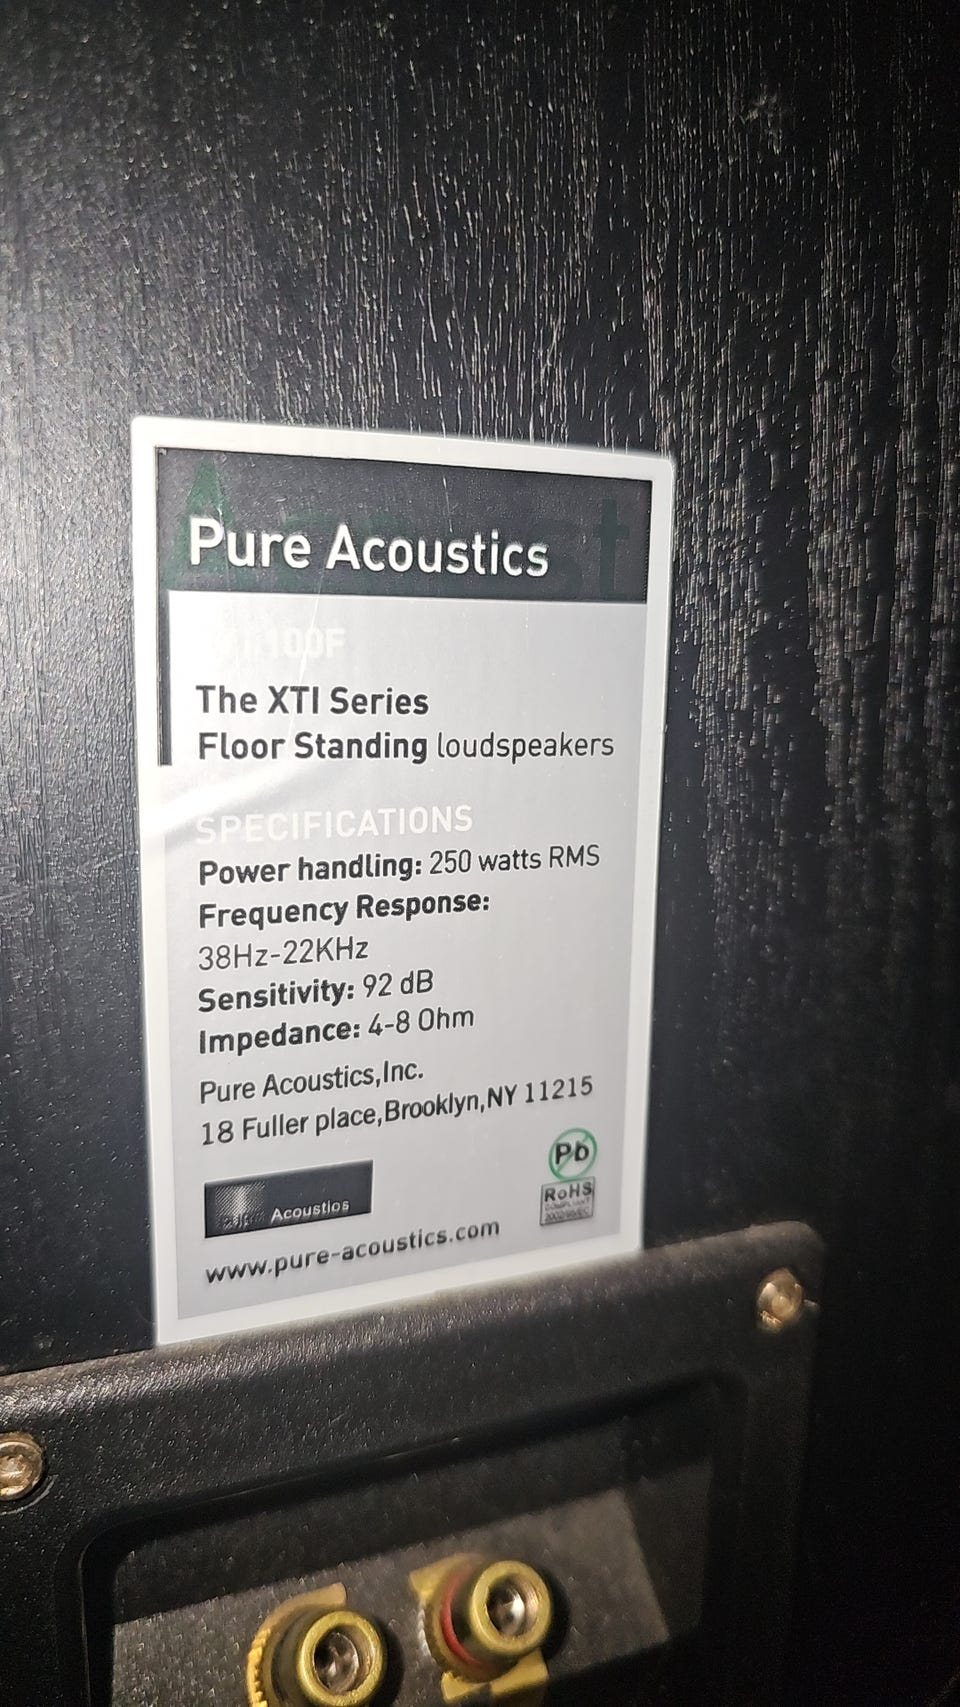 Pure Acoustics
100F
The XTI Series
Floor Standing loudspeakers
SPECIFICATIONS
Power handling: 250 watts RMS
Frequency Response:
38Hz-22KHz
Sensitivity: 92 dB
Impedance: 4-8 Ohm
Pure Acoustics,Inc.
18 Fuller place,Brooklyn,NY 11215
Pb
RoHS
Acoustics
www.pure-acoustics.com